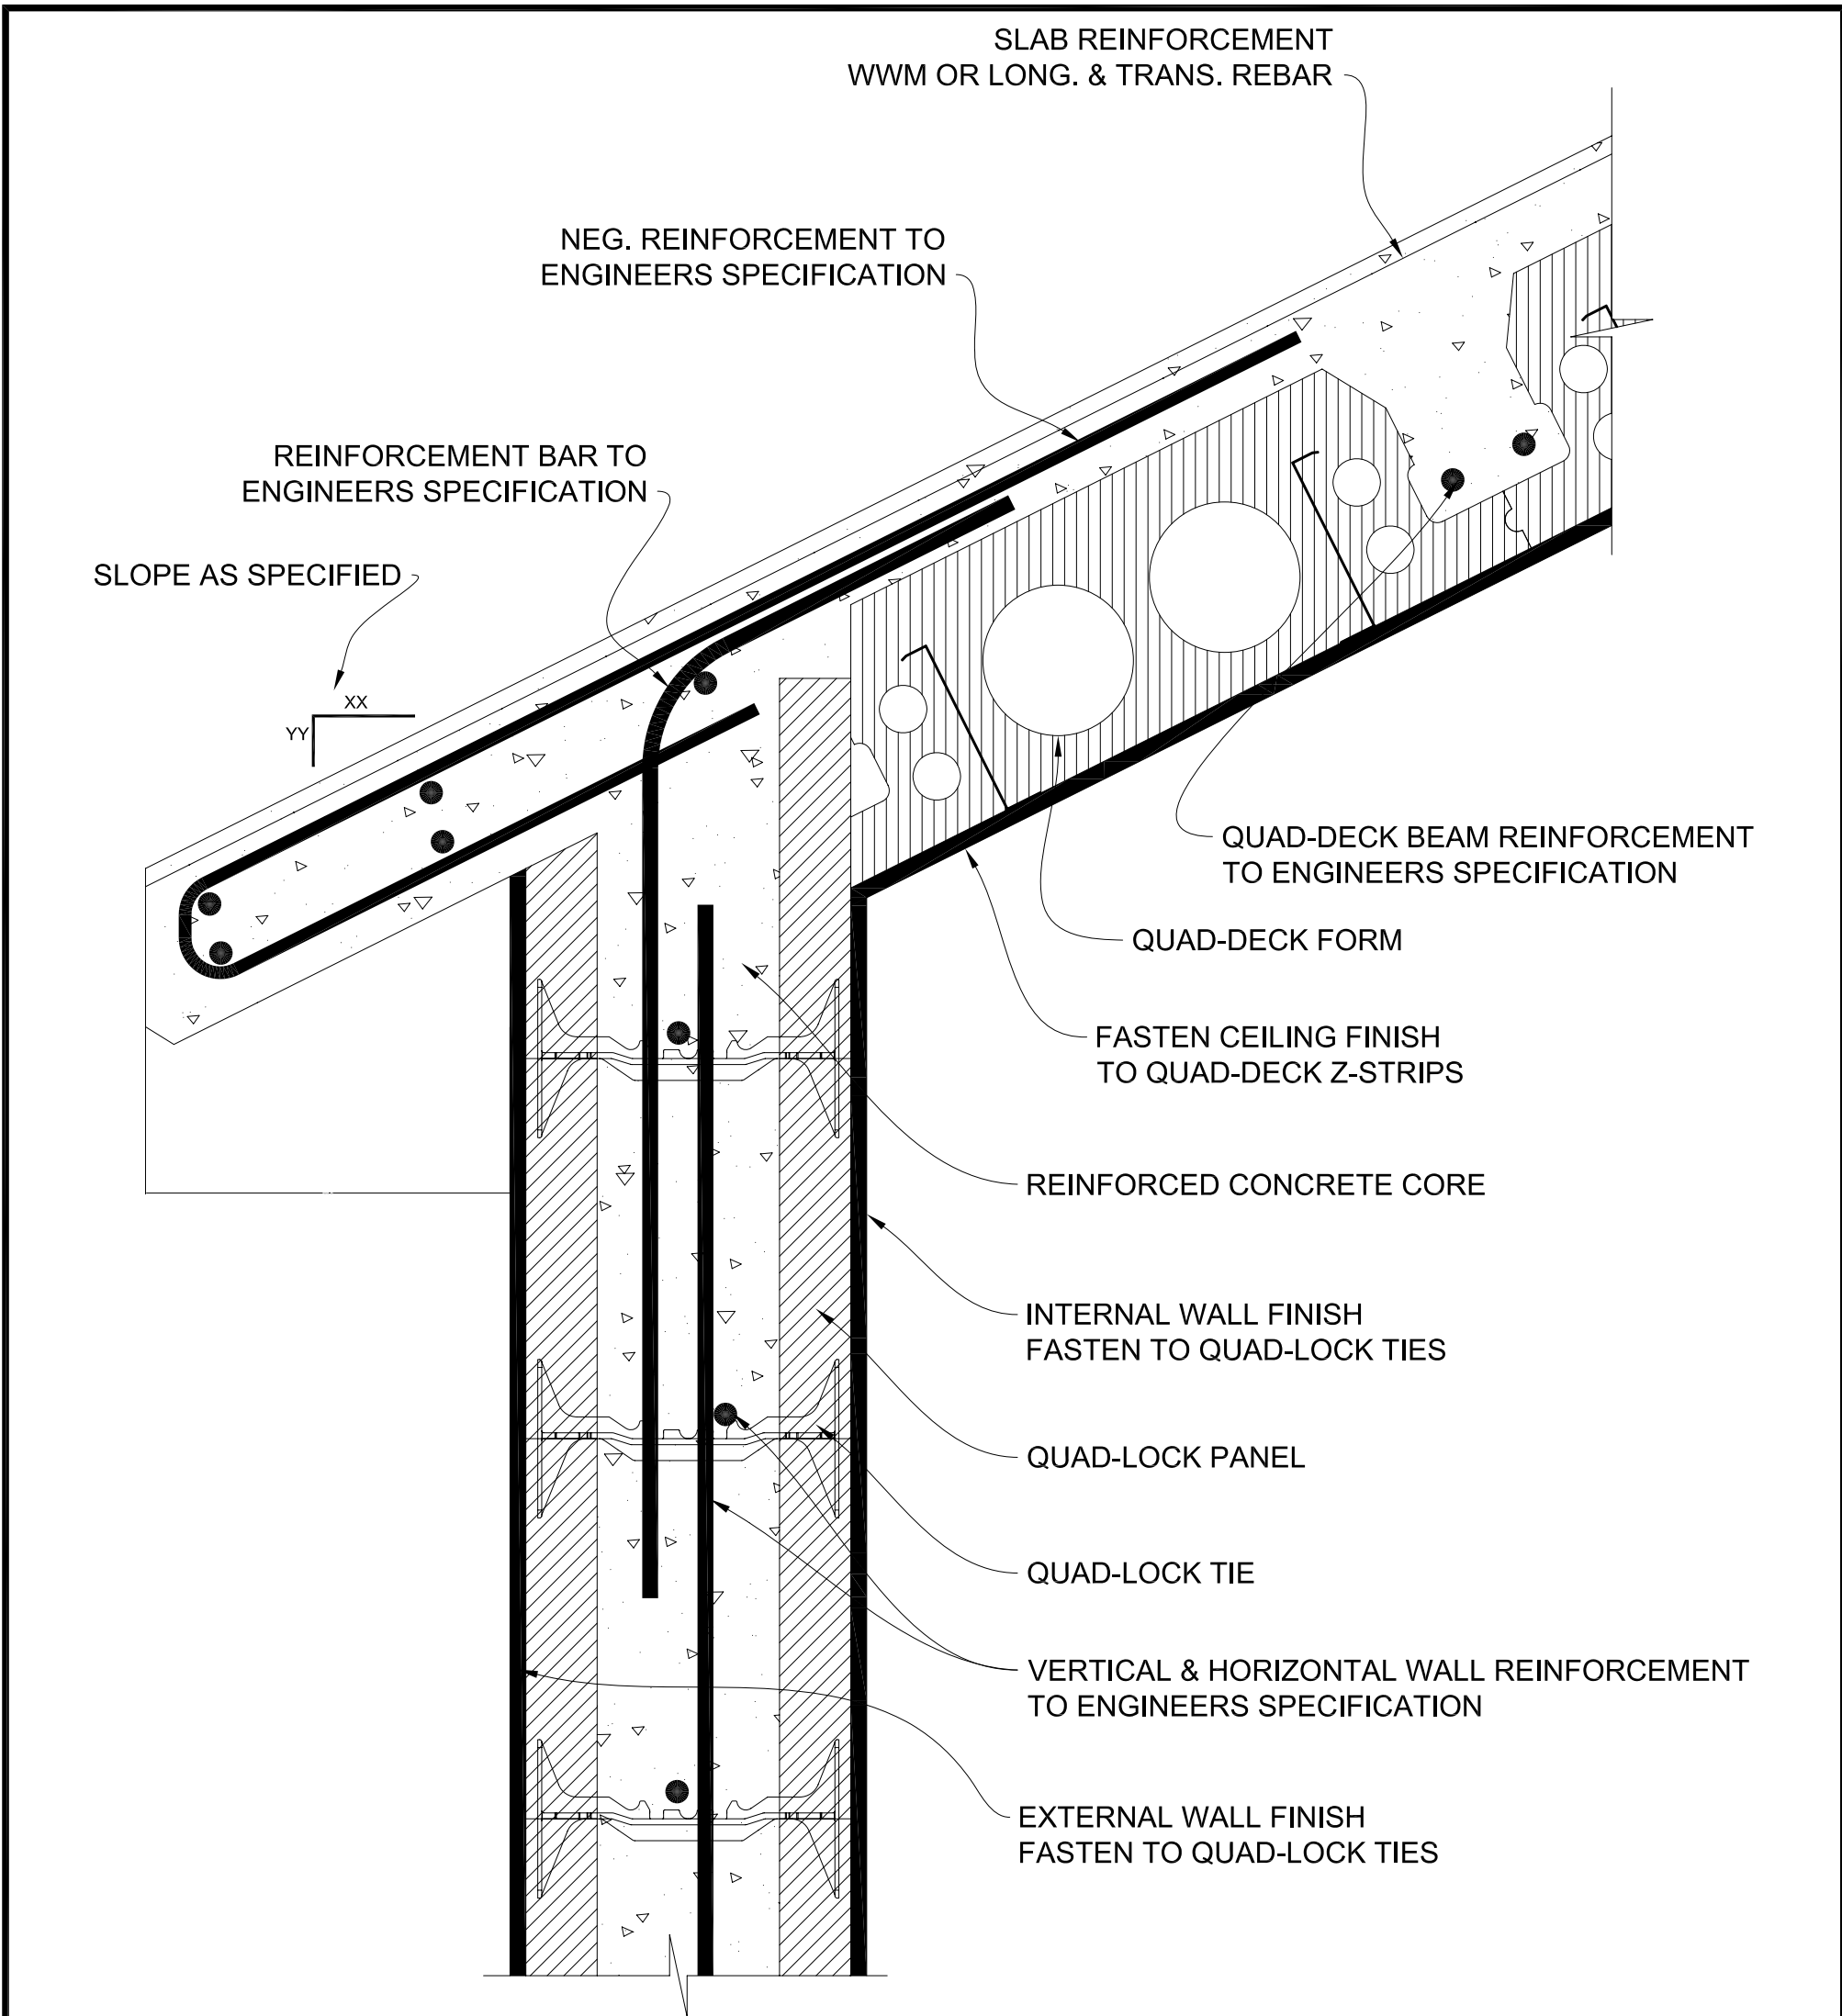 SLAB REINFORCEMENT
WWM OR LONG. & TRANS. REBAR
NEG. REINFORCEMENT TO
ENGINEERS SPECIFICATION
REINFORCEMENT BAR TO
ENGINEERS SPECIFICATION
SLOPE AS SPECIFIED
XX
YY
QUAD-DECK BEAM REINFORCEMENT
TO ENGINEERS SPECIFICATION
QUAD-DECK FORM
FASTEN CEILING FINISH
TO QUAD-DECK Z-STRIPS
REINFORCED CONCRETE CORE
INTERNAL WALL FINISH
FASTEN TO QUAD-LOCK TIES
QUAD-LOCK PANEL
QUAD-LOCK TIE
VERTICAL & HORIZONTAL WALL REINFORCEMENT
TO ENGINEERS SPECIFICATION
EXTERNAL WALL FINISH
FASTEN TO QUAD-LOCK TIES